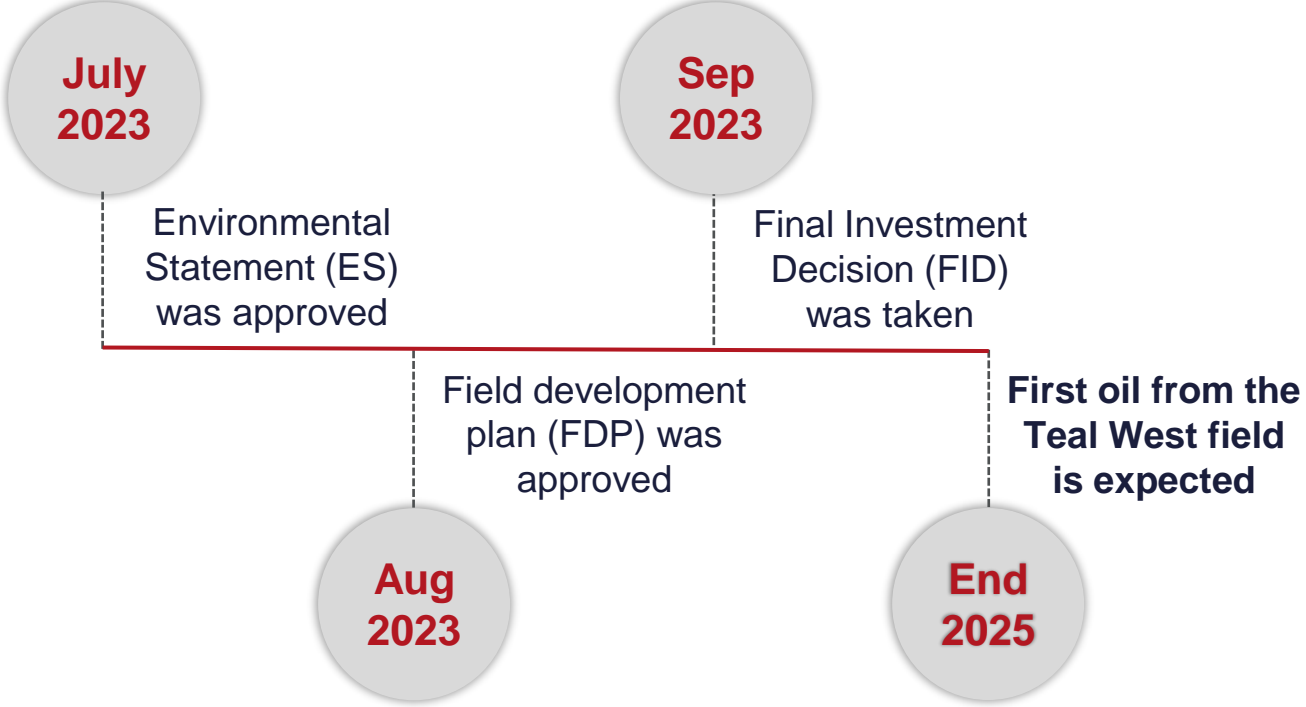 July
2023
Environmental
Statement (ES)
was approved
Aug
2023
Field development
plan (FDP) was
approved
Sep
2023
Final Investment
Decision (FID)
was taken
End
2025
First oil from the
Teal West field
is expected